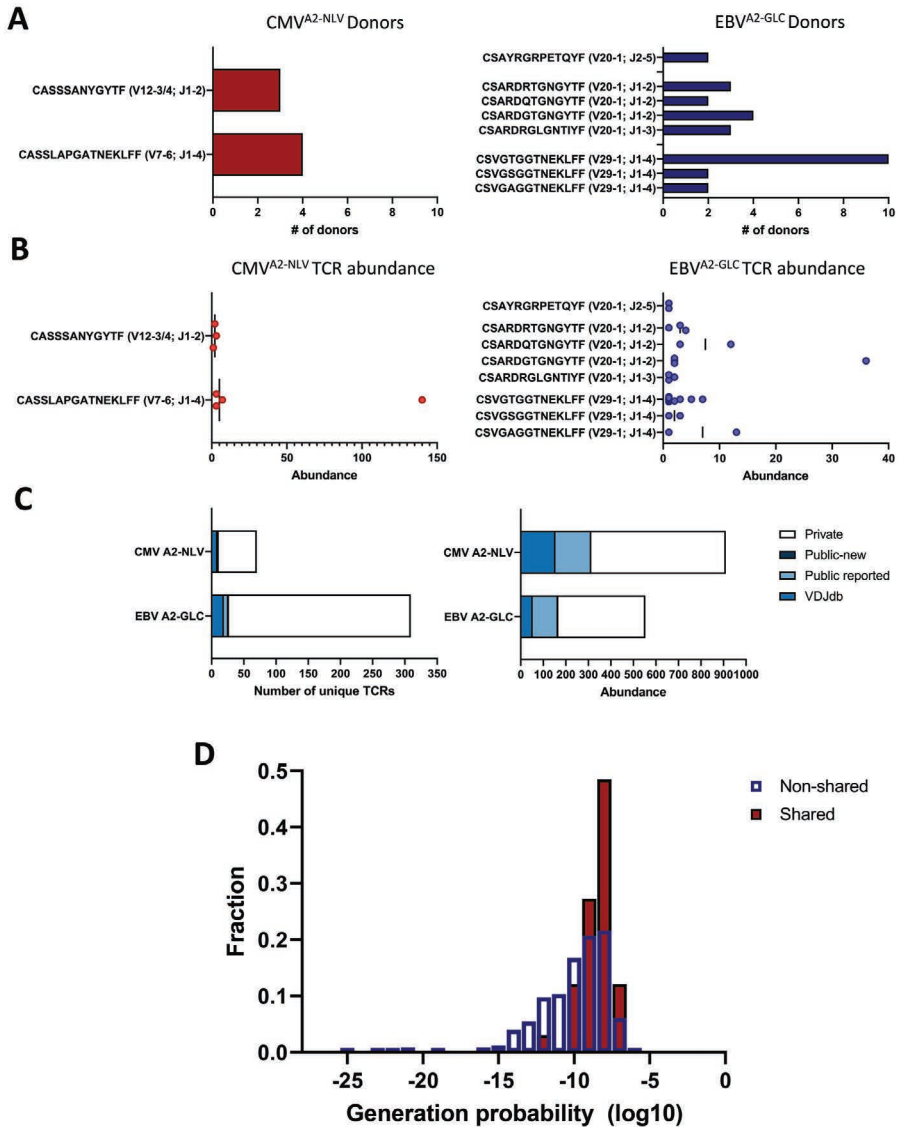 A
CMV^A2-NLV Donors
CASSSANYGYTF (V12-3/4; J1-2)
CASSLAPGATNEKLFF (V7-6; J1-4)
0 2 4 6 8 10
# of donors
EBV^A2-GLC Donors
CSAYRGRPETQYF (V20-1; J2-5)
CSARDRTGNGYTF (V20-1; J1-2)
CSARDQTGNGYTF (V20-1; J1-2)
CSARDGTGNGYTF (V20-1; J1-2)
CSARDRGLGNTIYF (V20-1; J1-3)
CSVGTGGTNEKLFF (V29-1; J1-4)
CSVGSGGTNEKLFF (V29-1; J1-4)
CSVGAGGTNEKLFF (V29-1; J1-4)
0 2 4 6 8 10
# of donors
B
CMV^A2-NLV TCR abundance
CASSSANYGYTF (V12-3/4; J1-2)
CASSLAPGATNEKLFF (V7-6; J1-4)
0 50 100 150
Abundance
EBV^A2-GLC TCR abundance
CSAYRGRPETQYF (V20-1; J2-5)
CSARDRTGNGYTF (V20-1; J1-2)
CSARDQTGNGYTF (V20-1; J1-2)
CSARDGTGNGYTF (V20-1; J1-2)
CSARDRGLGNTIYF (V20-1; J1-3)
CSVGTGGTNEKLFF (V29-1; J1-4)
CSVGSGGTNEKLFF (V29-1; J1-4)
CSVGAGGTNEKLFF (V29-1; J1-4)
0 10 20 30 40
Abundance
C
CMV A2-NLV
EBV A2-GLC
0 50 100 150 200 250 300 350
Number of unique TCRs
CMV A2-NLV
EBV A2-GLC
0 100 200 300 400 500 600 700 800 900 1000
Abundance
Private
Public-new
Public reported
VDJdb
D
0.5
0.4
0.3
0.2
0.1
0.0
Fraction
-25 -20 -15 -10 -5 0
Generation probability (log10)
Non-shared
Shared